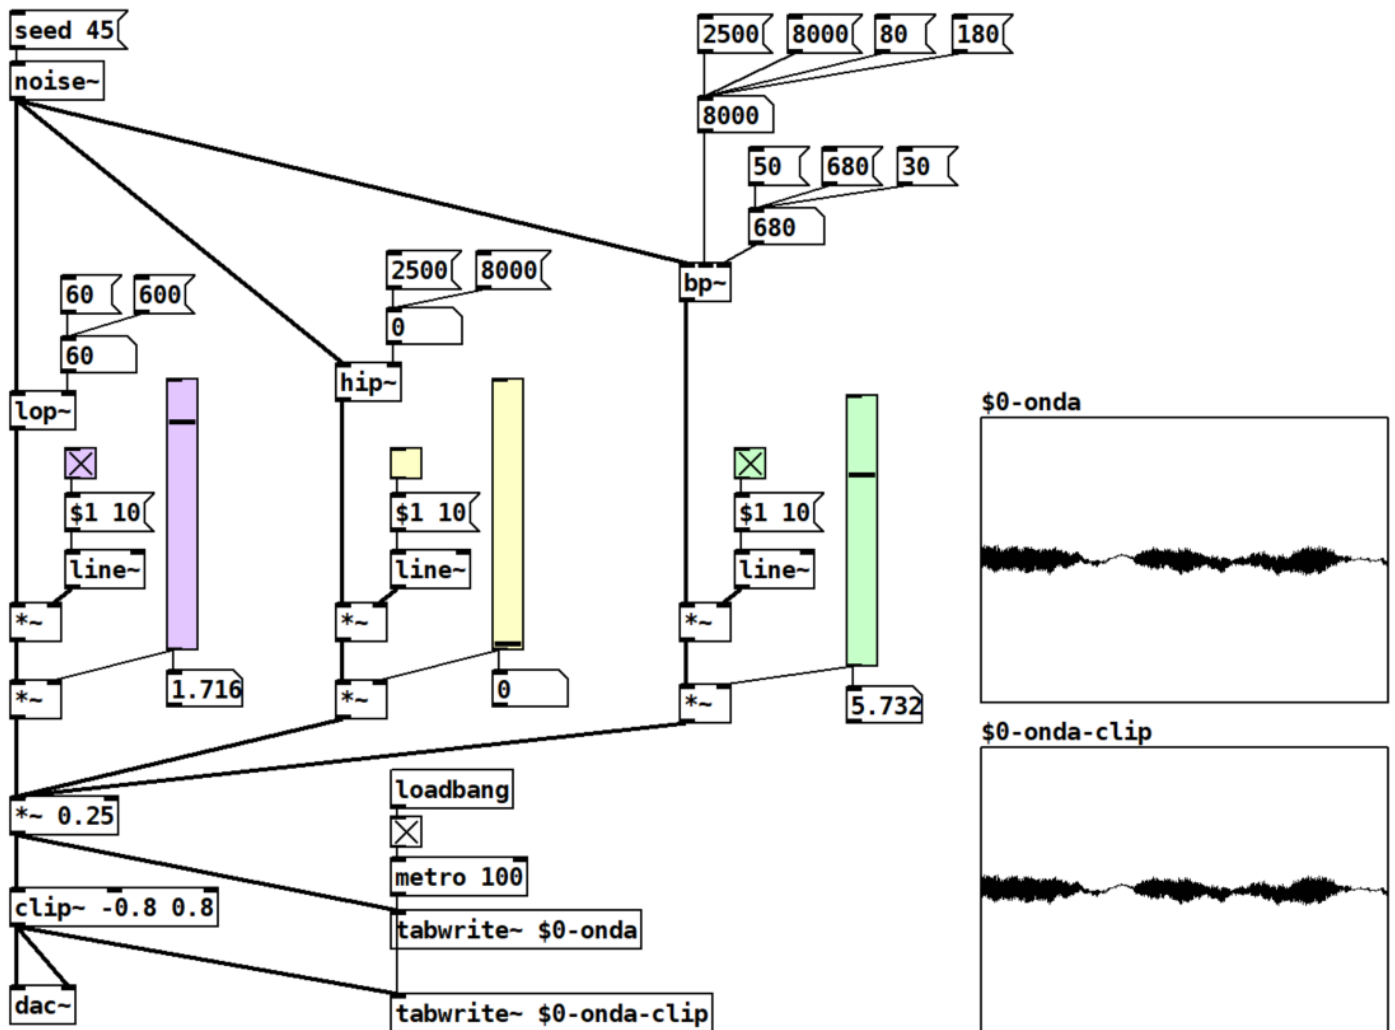 seed 45
noise~
2500 8000 80 180
8000
50 680 30
680
bp~
2500 8000
0
hip~
60 600
60
lop~
$0-onda
$1 10
line~
*~
*~
1.716
$1 10
line~
*~
*~
0
$1 10
line~
*~
*~
5.732
$0-onda-clip
*~ 0.25
loadbang
metro 100
clip~ -0.8 0.8
tabwrite~ $0-onda
dac~
tabwrite~ $0-onda-clip